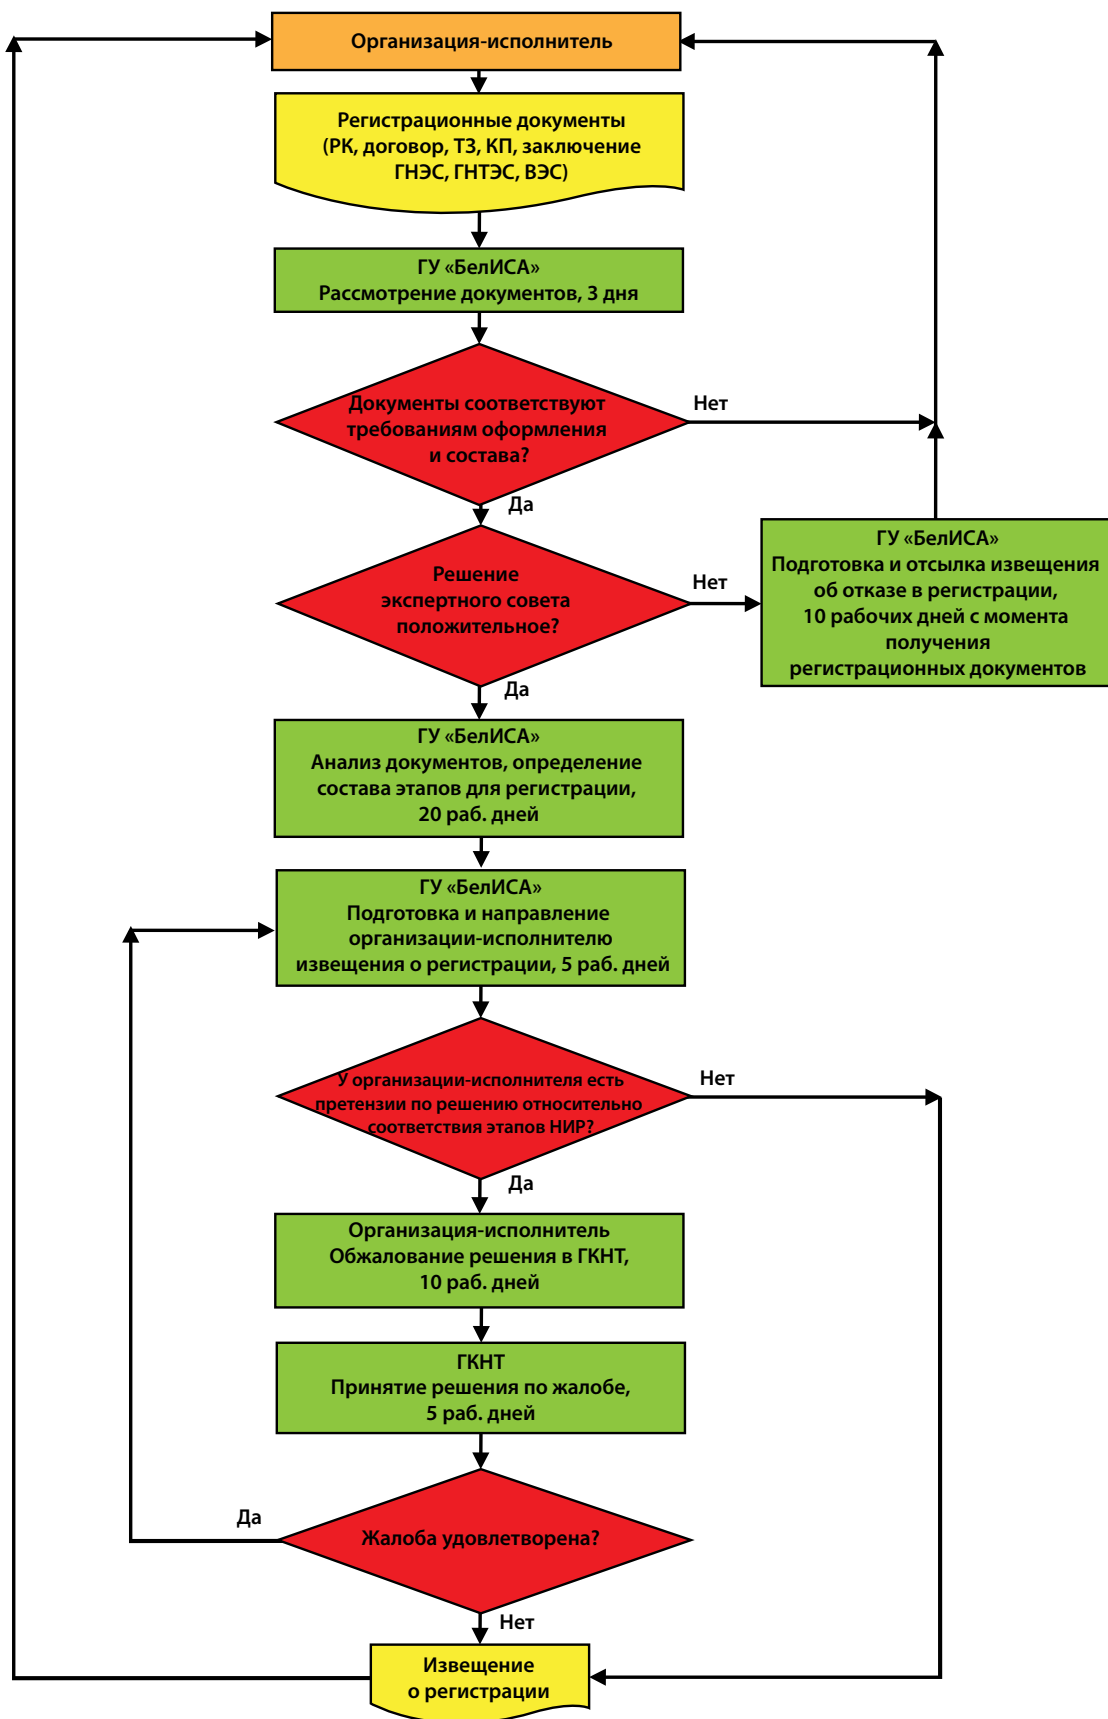 Организация-исполнитель
Регистрационные документы
(РК, договор, ТЗ, КП, заключение
ГНЭС, ГНТЭС, ВЭС)
ГУ «БелИСА»
Рассмотрение документов, 3 дня
Документы соответствуют
требованиям оформления
и состава?
Нет
Да
Решение
экспертного совета
положительное?
Нет
ГУ «БелИСА»
Подготовка и отсылка извещения
об отказе в регистрации,
10 рабочих дней с момента
получения
регистрационных документов
Да
ГУ «БелИСА»
Анализ документов, определение
состава этапов для регистрации,
20 раб. дней
ГУ «БелИСА»
Подготовка и направление
организации-исполнителю
извещения о регистрации, 5 раб. дней
У организации-исполнителя есть
претензии по решению относительно
соответствия этапов НИР?
Нет
Да
Организация-исполнитель
Обжалование решения в ГКНТ,
10 раб. дней
ГКНТ
Принятие решения по жалобе,
5 раб. дней
Да
Жалоба удовлетворена?
Нет
Извещение
о регистрации